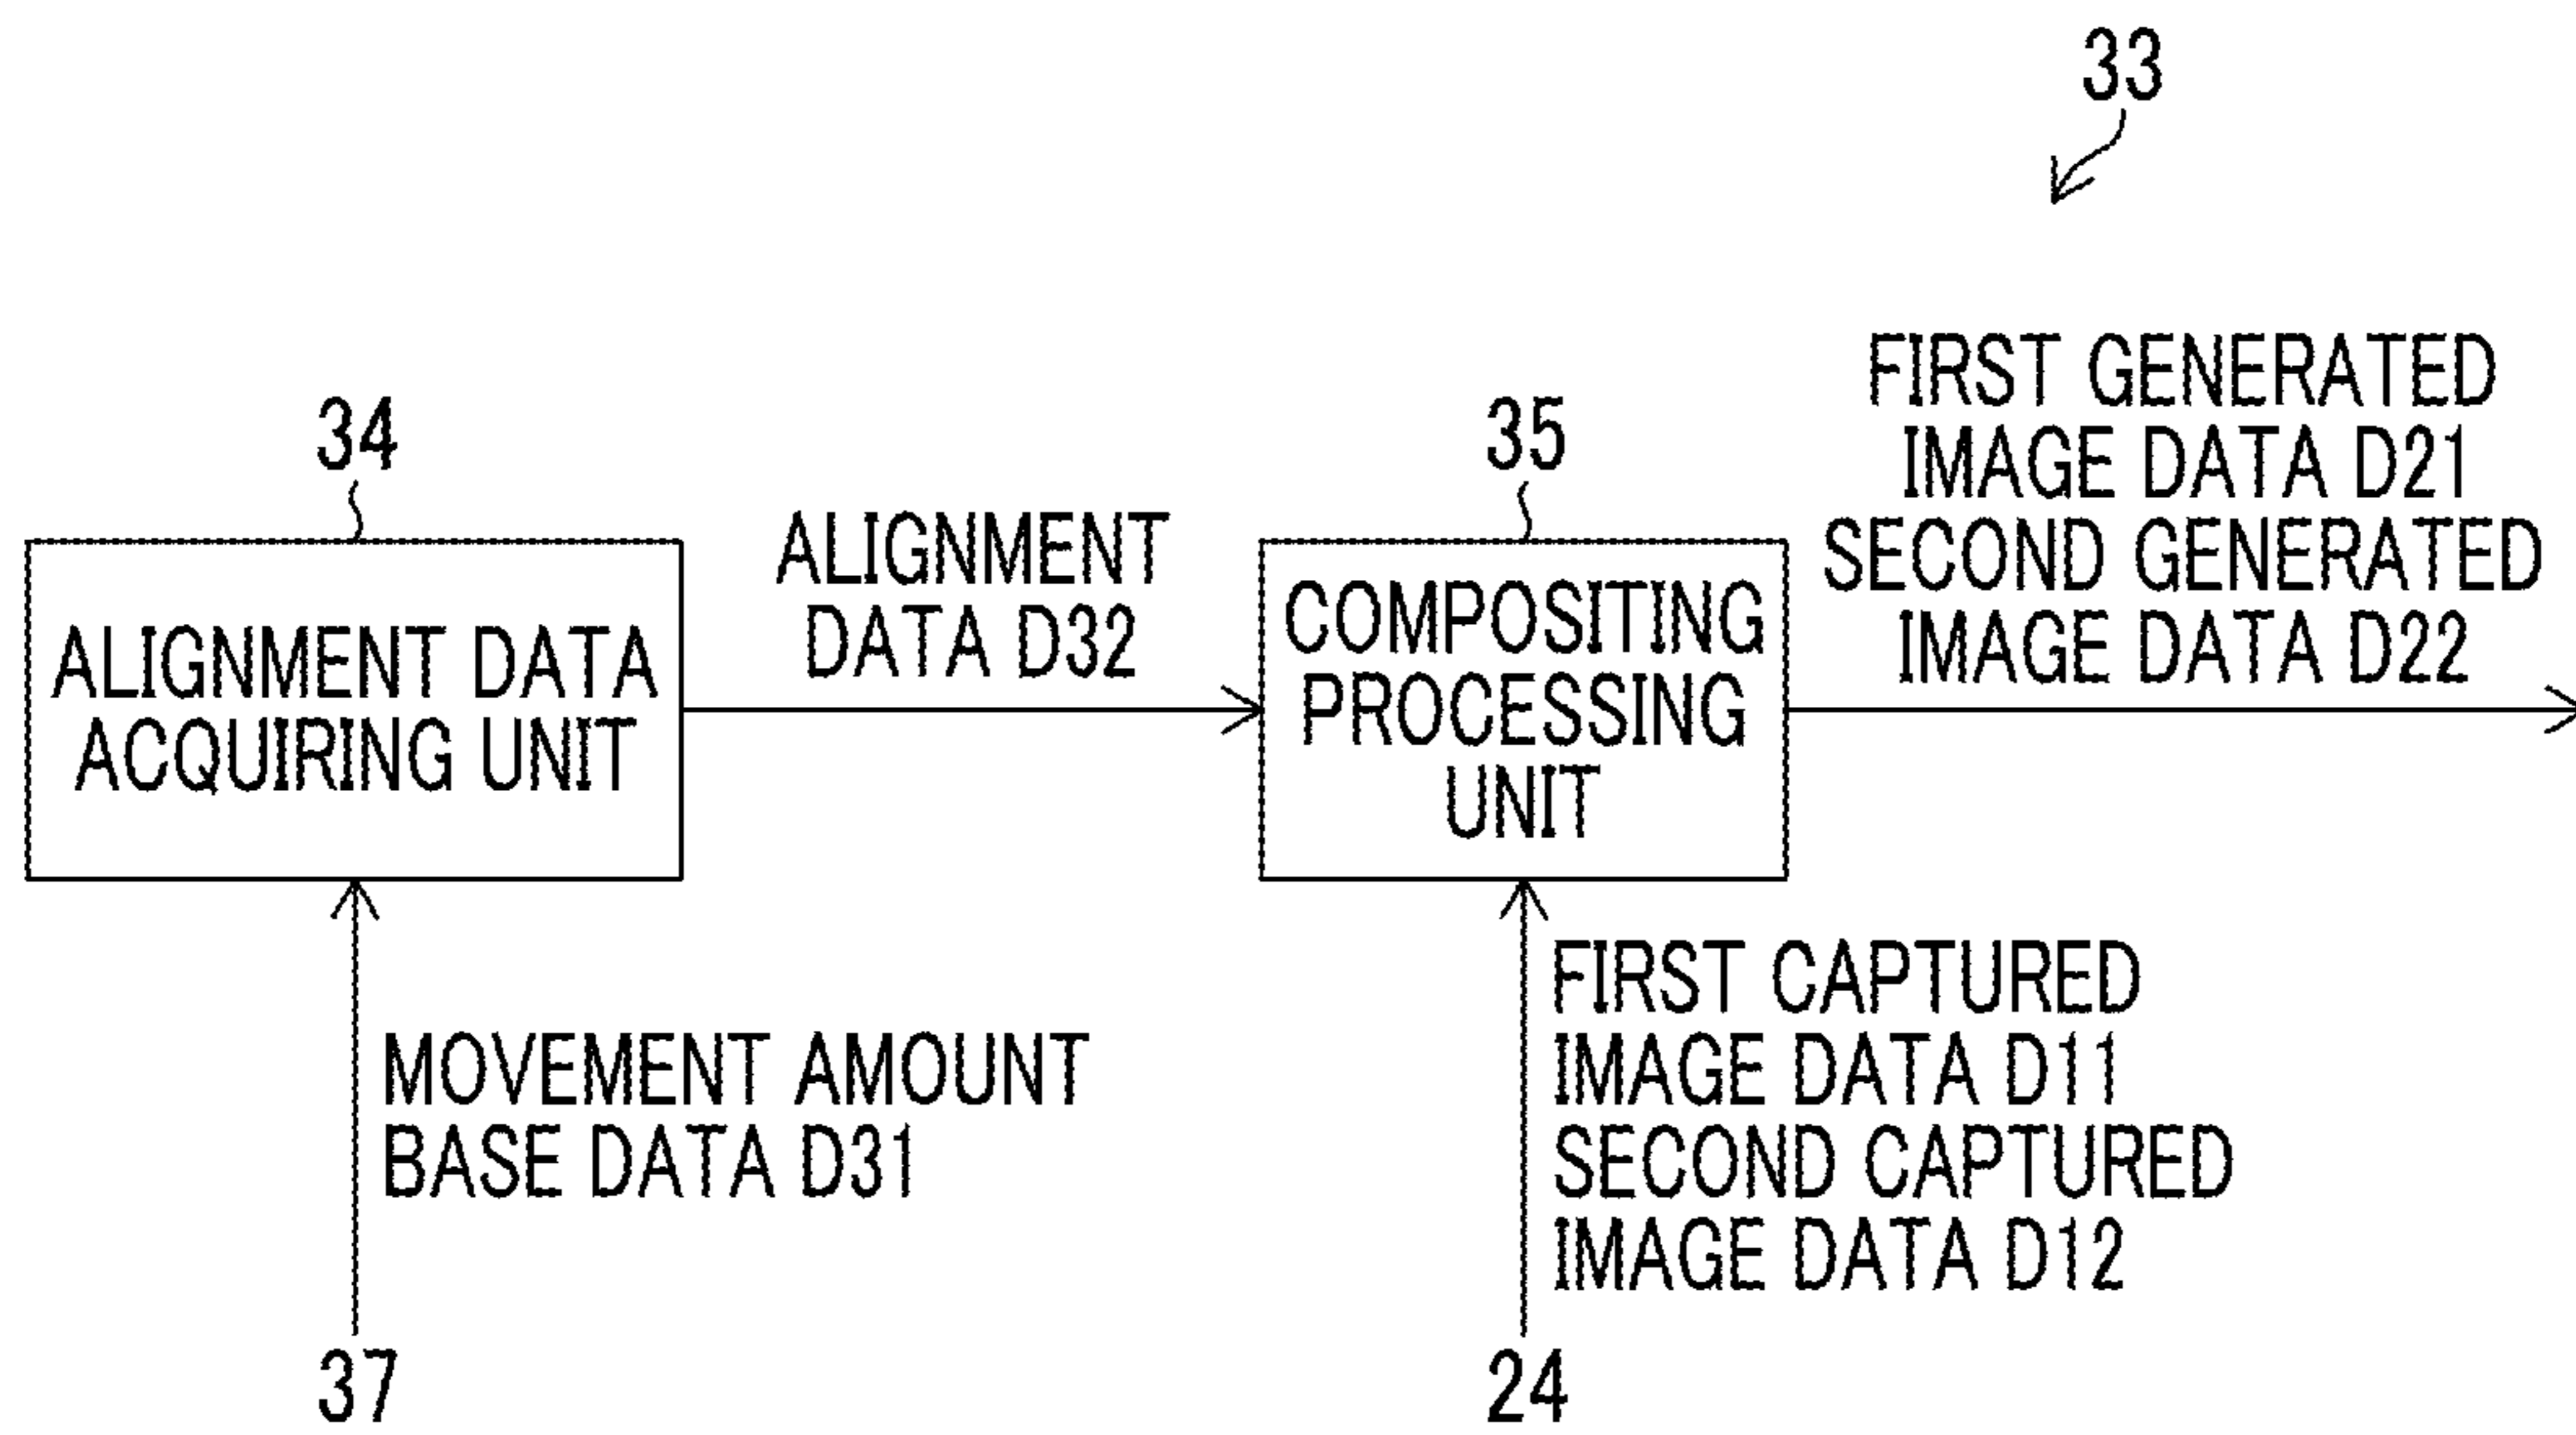 33
34
ALIGNMENT DATA
ACQUIRING UNIT
ALIGNMENT
DATA D32
35
COMPOSITING
PROCESSING
UNIT
FIRST GENERATED
IMAGE DATA D21
SECOND GENERATED
IMAGE DATA D22
MOVEMENT AMOUNT
BASE DATA D31
37
FIRST CAPTURED
IMAGE DATA D11
SECOND CAPTURED
IMAGE DATA D12
24